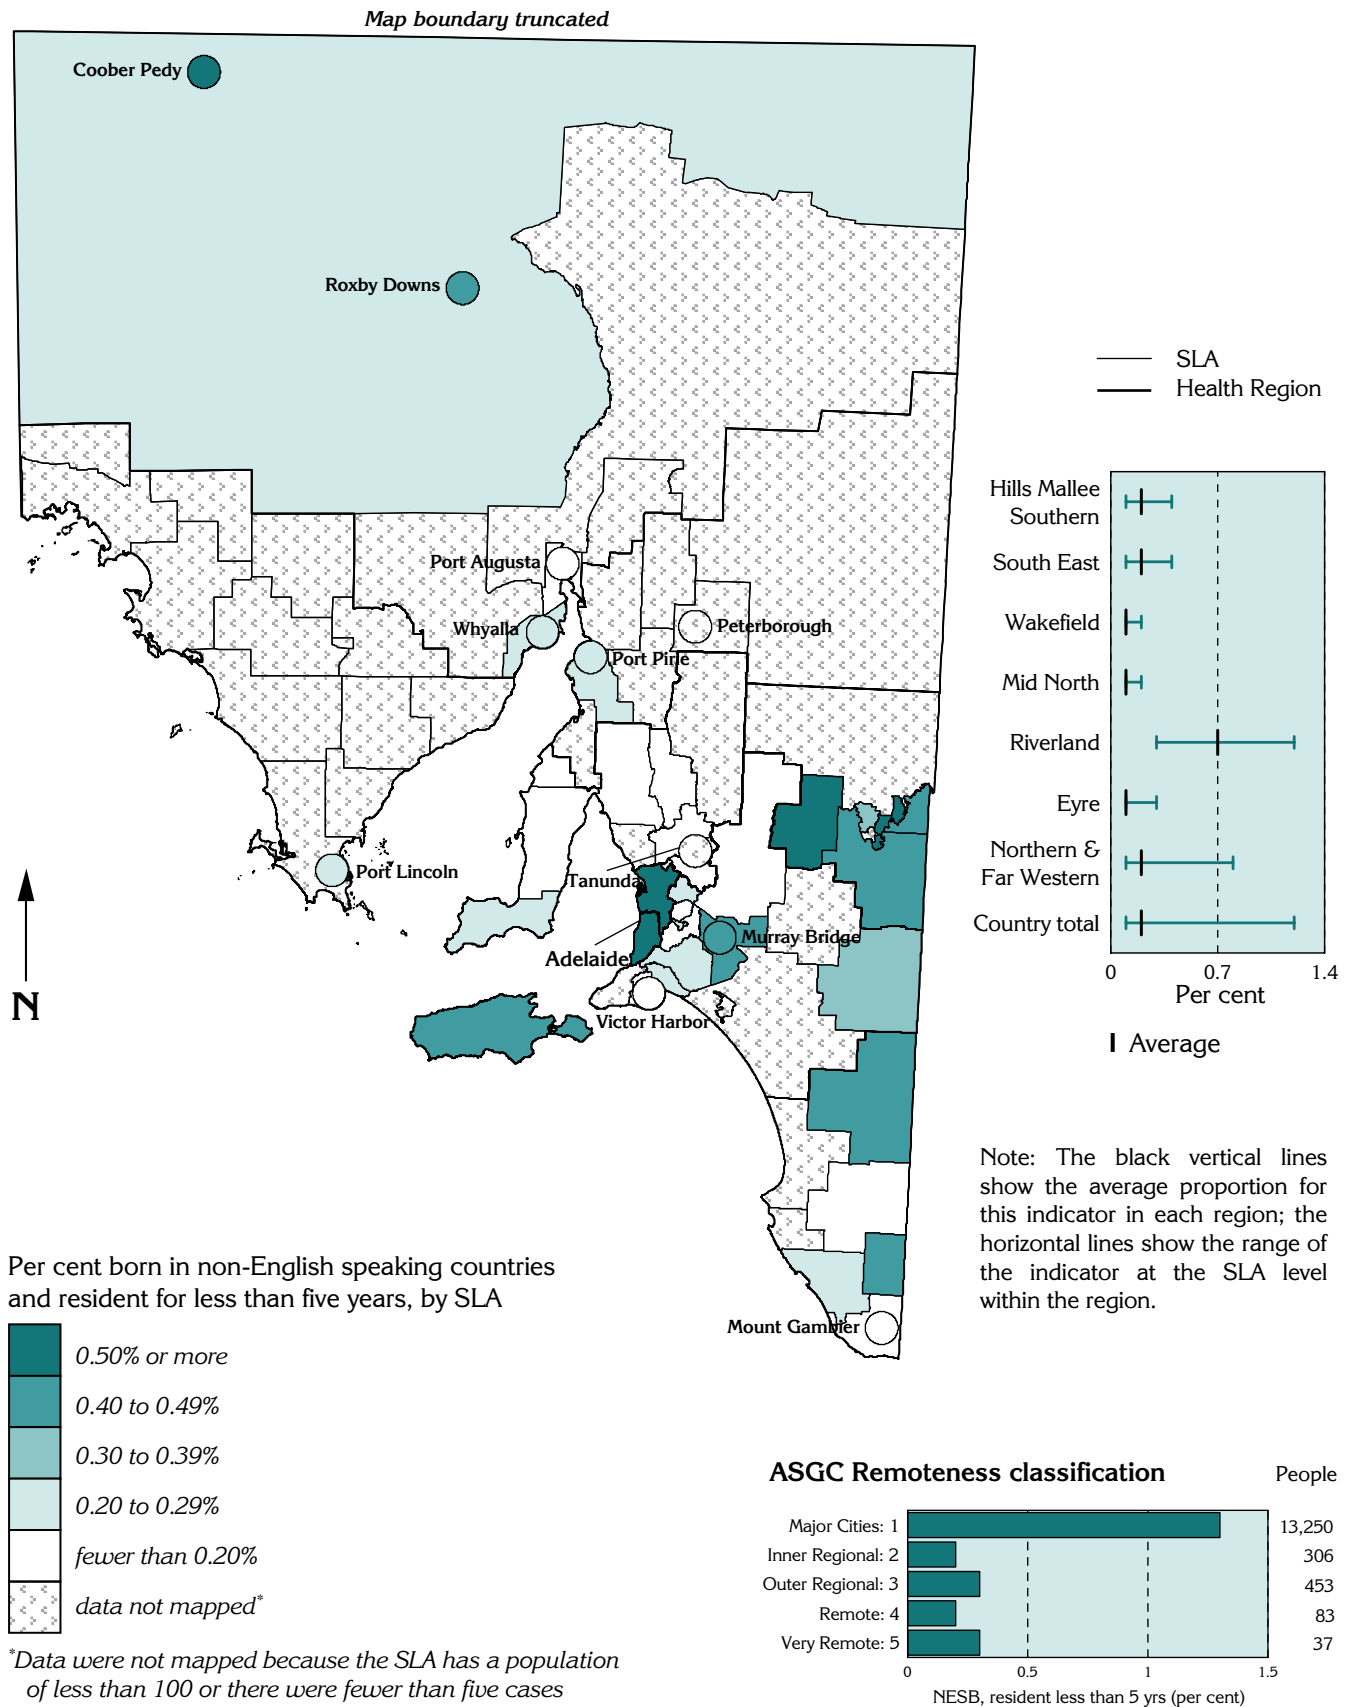 Map boundary truncated
Coober Pedy
Roxby Downs
SLA
Health Region
Port Augusta
Whyalla
Peterborough
Port Pirie
Port Lincoln
Tanunda
Adelaide
Murray Bridge
Victor Harbor
Mount Gambier
N
Hills Mallee
Southern
South East
Wakefield
Mid North
Riverland
Eyre
Northern &
Far Western
Country total
0 0.7 1.4
Per cent
Average
Note: The black vertical lines
show the average proportion for
this indicator in each region; the
horizontal lines show the range of
the indicator at the SLA level
within the region.
Per cent born in non-English speaking countries
and resident for less than five years, by SLA
0.50% or more
0.40 to 0.49%
0.30 to 0.39%
0.20 to 0.29%
fewer than 0.20%
data not mapped*
*Data were not mapped because the SLA has a population
of less than 100 or there were fewer than five cases
ASGC Remoteness classification People
Major Cities: 1 13,250
Inner Regional: 2 306
Outer Regional: 3 453
Remote: 4 83
Very Remote: 5 37
0 0.5 1 1.5
NESB, resident less than 5 yrs (per cent)